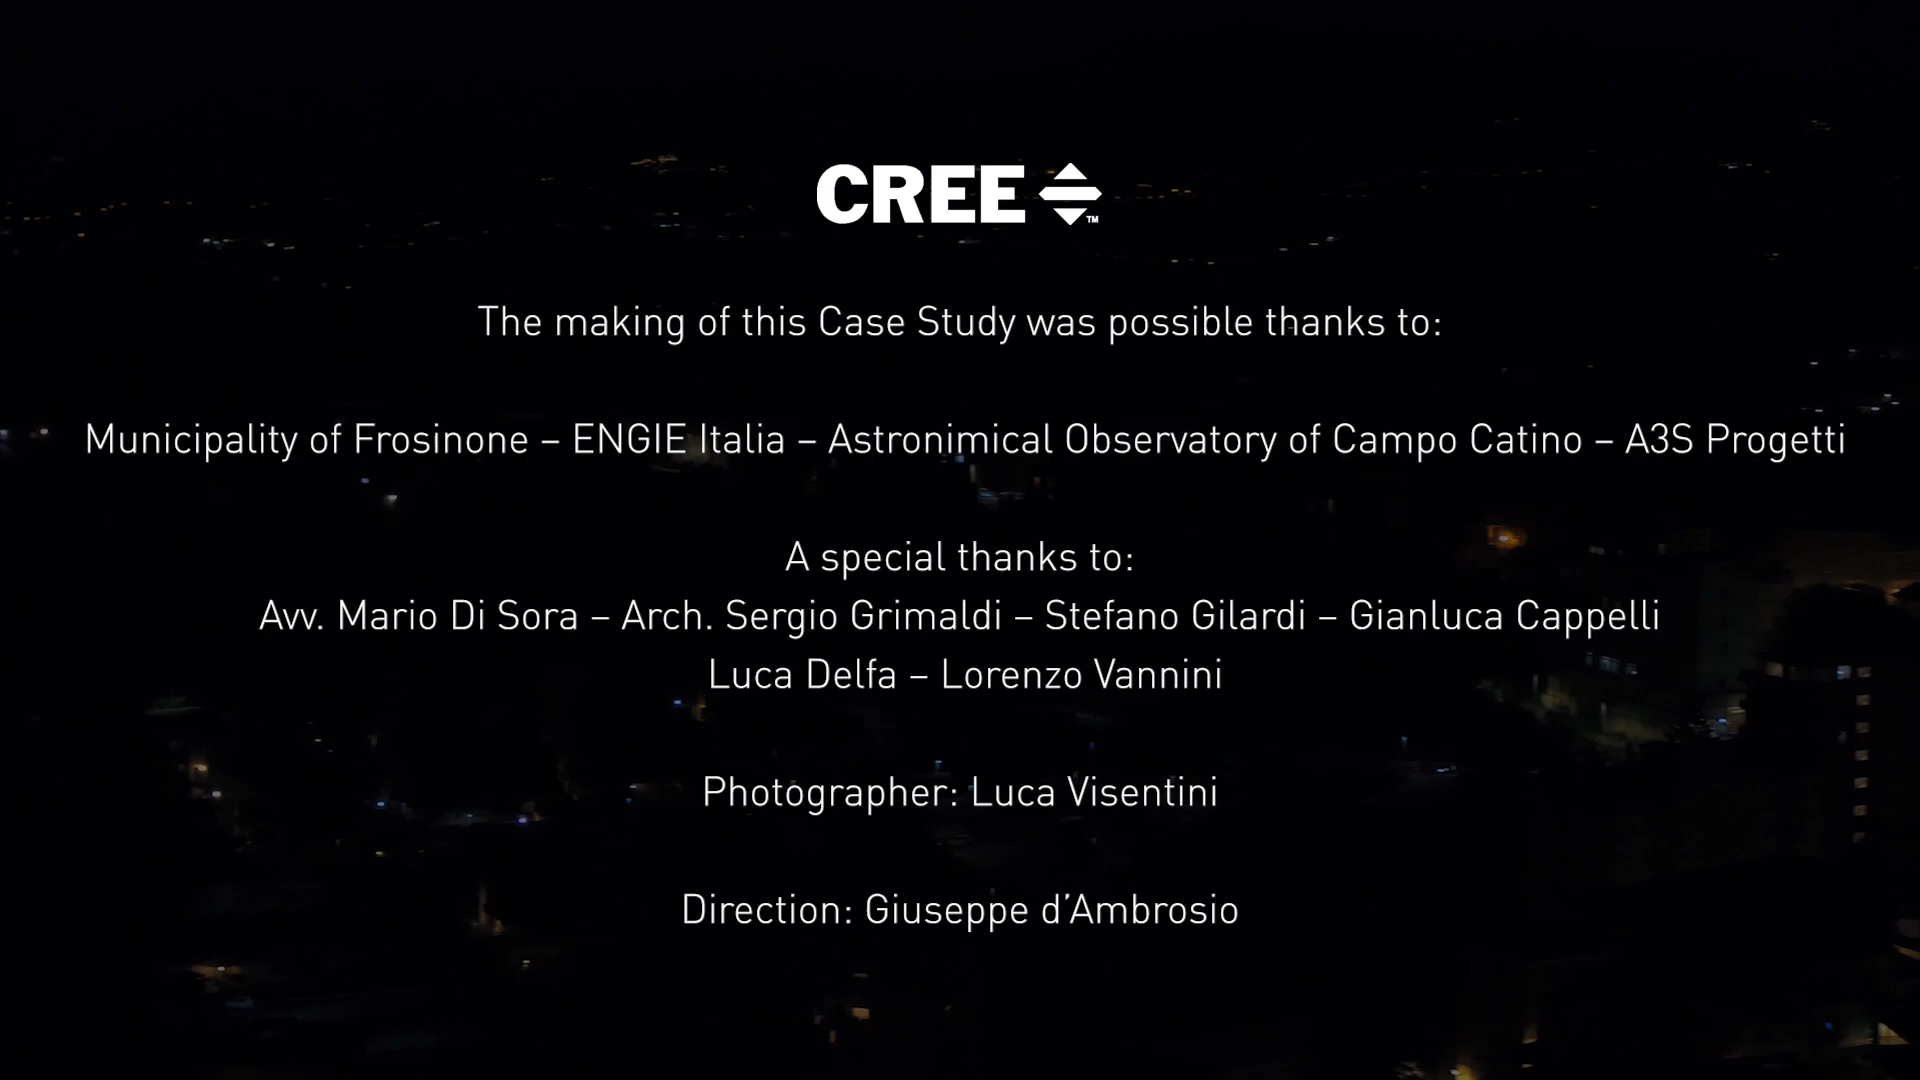 CREE ™
The making of this Case Study was possible thanks to:
Municipality of Frosinone – ENGIE Italia – Astronimical Observatory of Campo Catino – A3S Progetti
A special thanks to:
Avv. Mario Di Sora – Arch. Sergio Grimaldi – Stefano Gilardi – Gianluca Cappelli
Luca Delfa – Lorenzo Vannini
Photographer: Luca Visentini
Direction: Giuseppe d’Ambrosio